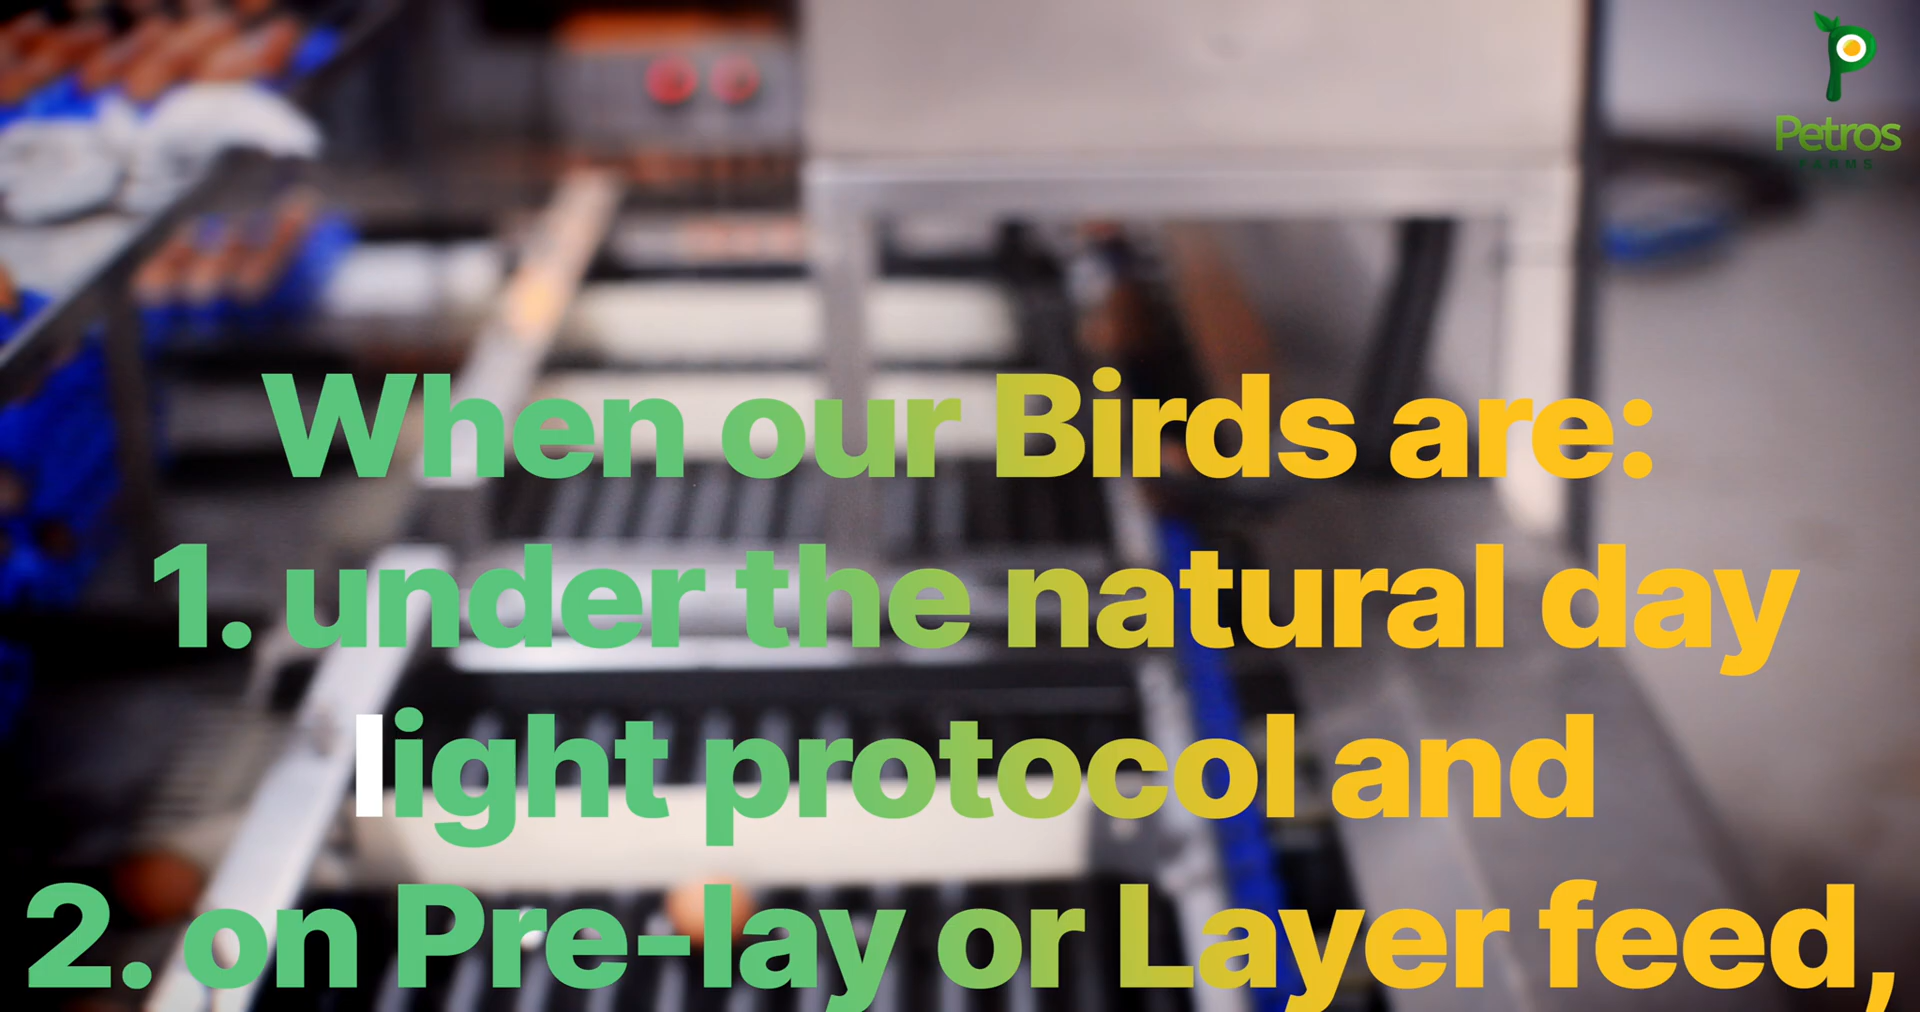 Petros
FARMS
When our Birds are:
1. under the natural day
light protocol and
2. on Pre-lay or Layer feed,